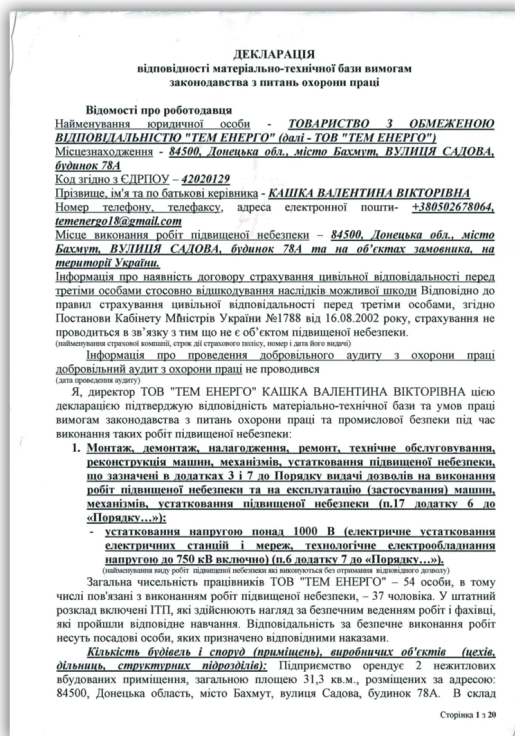 ДЕКЛАРАЦІЯ
відповідності матеріально-технічної бази вимогам
законодавства з питань охорони праці
Відомості про роботодавця
Найменування юридичної особи - ТОВАРИСТВО З ОБМЕЖЕНОЮ
ВІДПОВІДАЛЬНІСТЮ "ТЕМ ЕНЕРГО" (далі - ТОВ "ТЕМ ЕНЕРГО")
Місцезнаходження - 84500, Донецька обл., місто Бахмут, ВУЛИЦЯ САДОВА,
будинок 78А
Код згідно з ЄДРПОУ – 42020129
Прізвище, ім'я та по батькові керівника - КАШКА ВАЛЕНТИНА ВІКТОРІВНА
Номер телефону, телефаксу, адреса електронної пошти- +380502678064,
temenergo18@gmail.com
Місце виконання робіт підвищеної небезпеки – 84500, Донецька обл., місто
Бахмут, ВУЛИЦЯ САДОВА, будинок 78А та на об'єктах замовника, на
території України.
Інформація про наявність договору страхування цивільної відповідальності перед
третіми особами стосовно відшкодування наслідків можливої шкоди Відповідно до
правил страхування цивільної відповідальності перед третіми особами, згідно
Постанови Кабінету Міністрів України №1788 від 16.08.2002 року, страхування не
проводиться в зв'язку з тим що не є об'єктом підвищеної небезпеки.
(найменування страхової компанії, строк дії страхового полісу, номер і дата його видачі)
Інформація про проведення добровільного аудиту з охорони праці
добровільний аудит з охорони праці не проводився
(дата проведення аудиту)
Я, директор ТОВ "ТЕМ ЕНЕРГО" КАШКА ВАЛЕНТИНА ВІКТОРІВНА цією
декларацією підтверджую відповідність матеріально-технічної бази та умов праці
вимогам законодавства з питань охорони праці та промислової безпеки під час
виконання таких робіт підвищеної небезпеки:
1. Монтаж, демонтаж, налагодження, ремонт, технічне обслуговування,
реконструкція машин, механізмів, устатковання підвищеної небезпеки,
що зазначені в додатках 3 і 7 до Порядку видачі дозволів на виконання
робіт підвищеної небезпеки та на експлуатацію (застосування) машин,
механізмів, устатковання підвищеної небезпеки (п.17 додатку 6 до
«Порядку…»):
- устатковання напругою понад 1000 В (електричне устатковання
електричних станцій і мереж, технологічне електрообладнання
напругою до 750 кВ включно) (п.6 додатку 7 до «Порядку…»).
(найменування виду робіт підвищеної небезпеки які виконуються без отримання відповідного дозволу)
Загальна чисельність працівників ТОВ "ТЕМ ЕНЕРГО" – 54 особи, в тому
числі пов'язані з виконанням робіт підвищеної небезпеки, – 37 чоловіка. У штатний
розклад включені ІТП, які здійснюють нагляд за безпечним веденням робіт і фахівці,
які пройшли відповідне навчання. Відповідальність за безпечне виконання робіт
несуть посадові особи, яких призначено відповідними наказами.
Кількість будівель і споруд (приміщень), виробничих об'єктів (цехів,
дільниць, структурних підрозділів): Підприємство орендує 2 нежитлових
вбудованих приміщення, загальною площею 31,3 кв.м., розміщених за адресою:
84500, Донецька область, місто Бахмут, вулиця Садова, будинок 78А. В склад
Сторінка 1 з 20